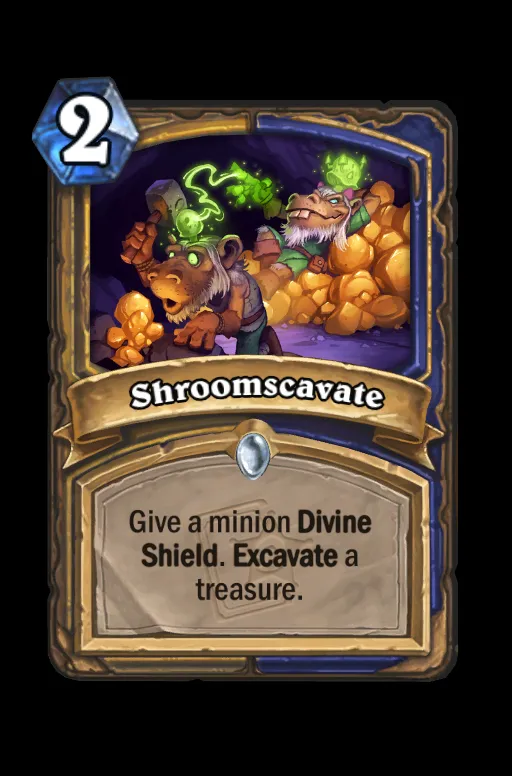 2
Shroomscavate
Give a minion Divine
Shield. Excavate a
treasure.